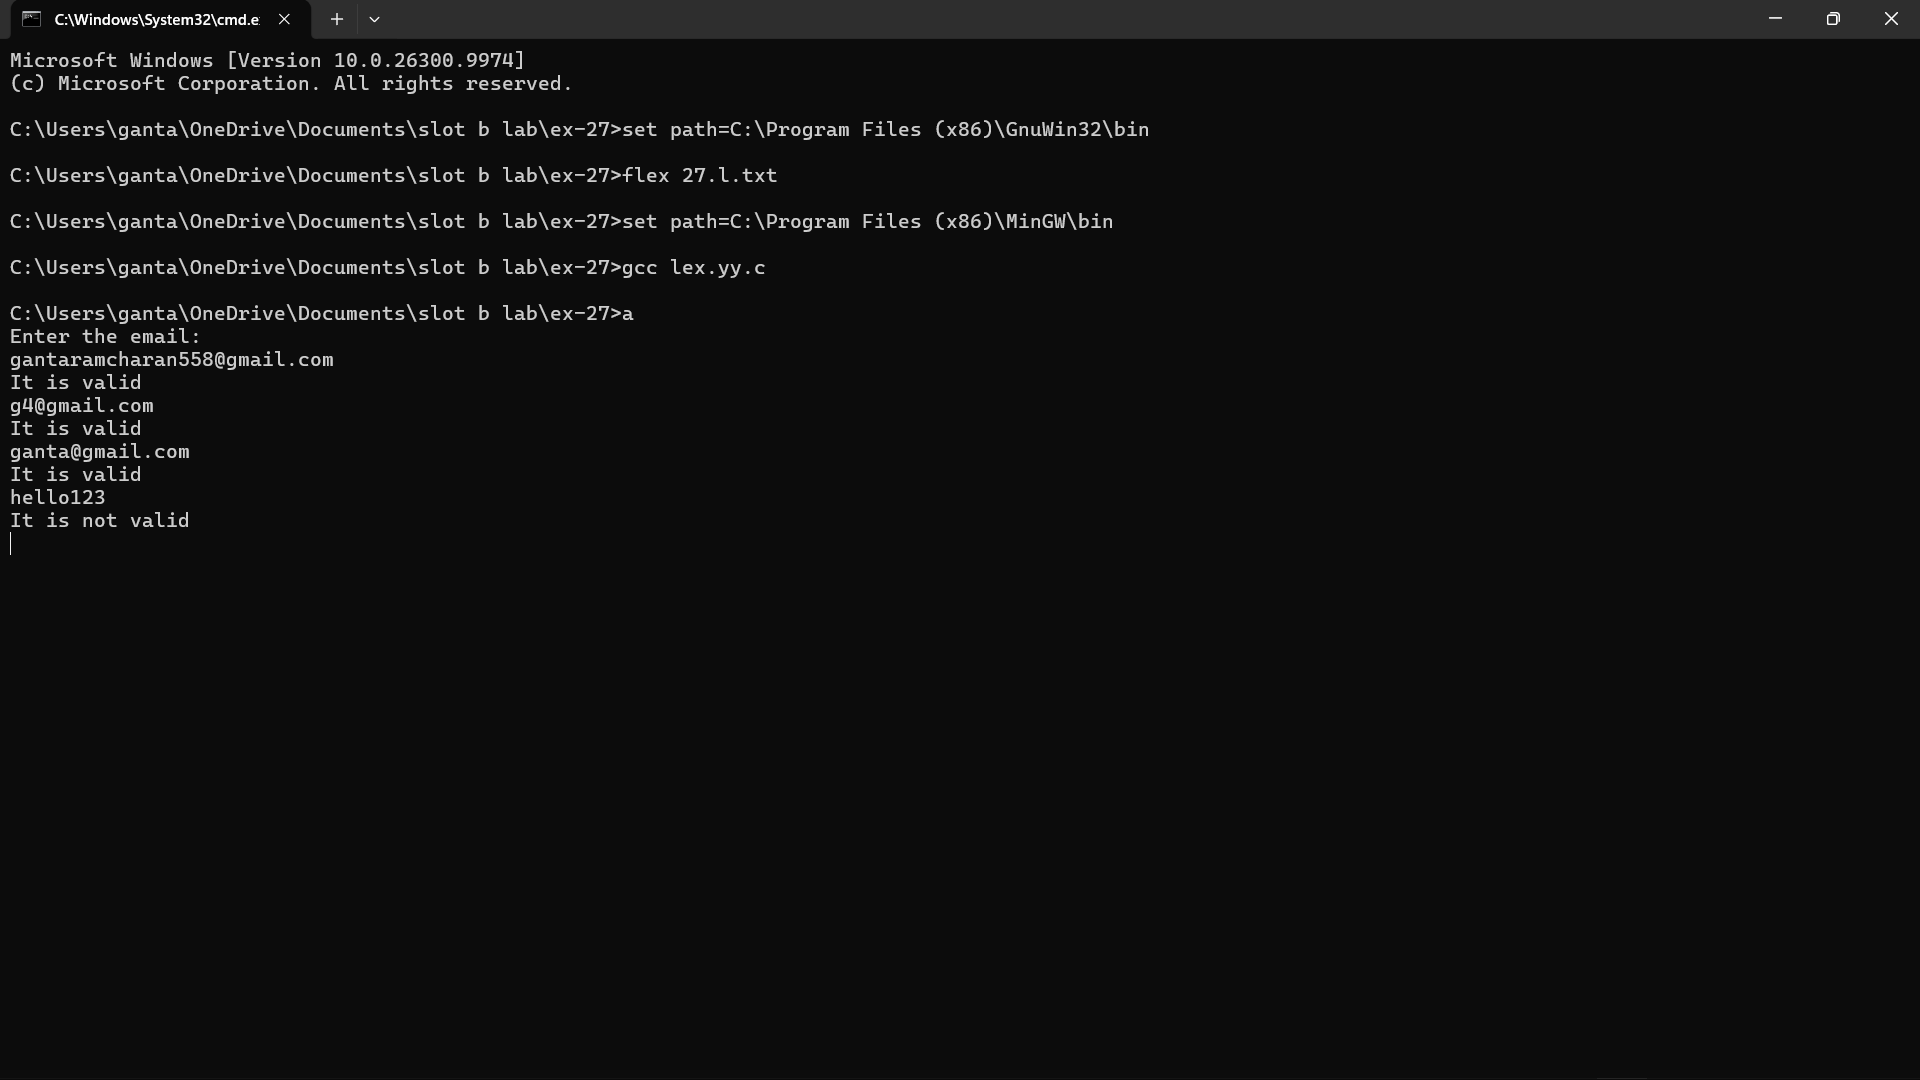 C:\Windows\System32\cmd.e
Microsoft Windows [Version 10.0.26300.9974]
(c) Microsoft Corporation. All rights reserved.
C:\Users\ganta\OneDrive\Documents\slot b lab\ex-27>set path=C:\Program Files (x86)\GnuWin32\bin
C:\Users\ganta\OneDrive\Documents\slot b lab\ex-27>flex 27.l.txt
C:\Users\ganta\OneDrive\Documents\slot b lab\ex-27>set path=C:\Program Files (x86)\MinGW\bin
C:\Users\ganta\OneDrive\Documents\slot b lab\ex-27>gcc lex.yy.c
C:\Users\ganta\OneDrive\Documents\slot b lab\ex-27>a
Enter the email:
gantaramcharan558@gmail.com
It is valid
g4@gmail.com
It is valid
ganta@gmail.com
It is valid
hello123
It is not valid